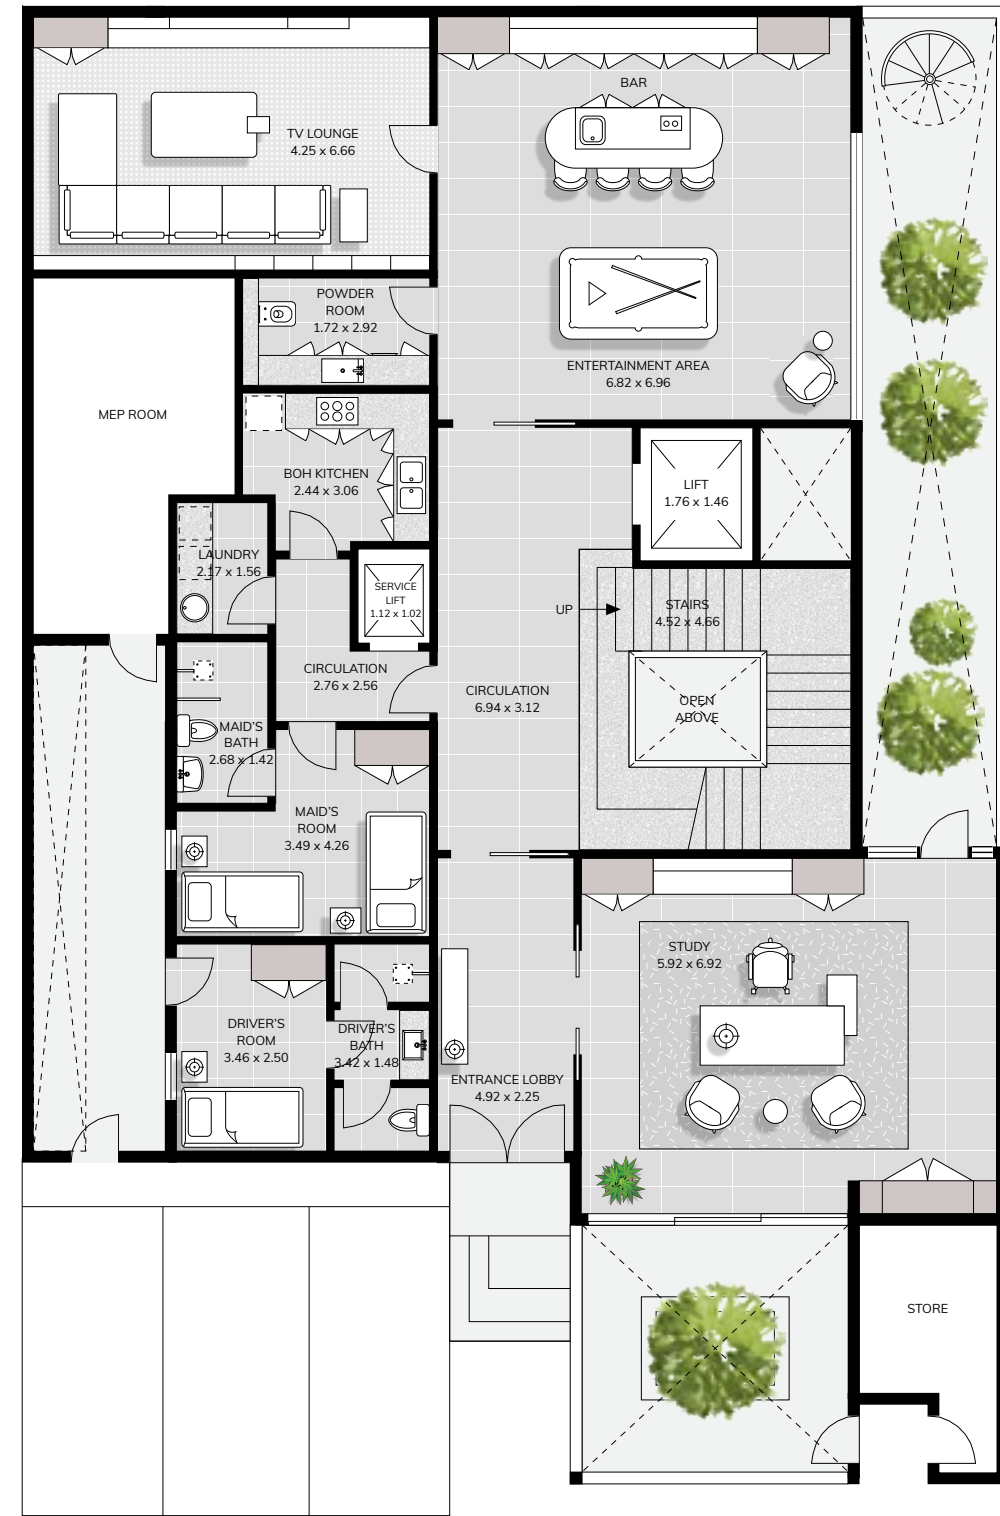 BAR
TV LOUNGE
4.25 x 6.66
POWDER
ROOM
1.72 x 2.92
ENTERTAINMENT AREA
6.82 x 6.96
MEP ROOM
BOH KITCHEN
2.44 x 3.06
LIFT
1.76 x 1.46
LAUNDRY
2.17 x 1.56
SERVICE
LIFT
1.12 x 1.02
UP
STAIRS
4.52 x 4.66
CIRCULATION
2.76 x 2.56
CIRCULATION
6.94 x 3.12
OPEN
ABOVE
MAID'S
BATH
2.68 x 1.42
MAID'S
ROOM
3.49 x 4.26
STUDY
5.92 x 6.92
DRIVER'S
ROOM
3.46 x 2.50
DRIVER'S
BATH
3.42 x 1.48
ENTRANCE LOBBY
4.92 x 2.25
STORE